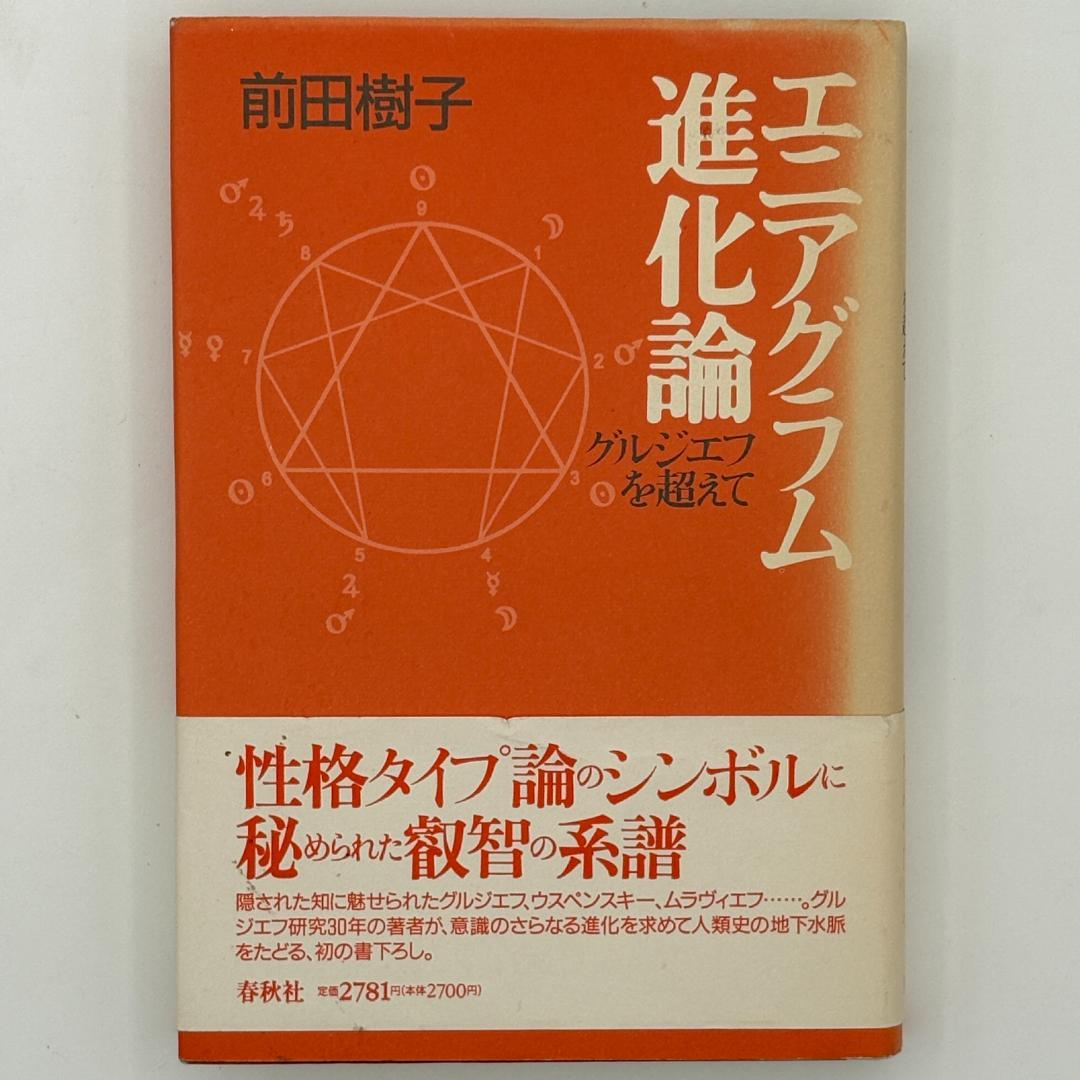 前田樹子
エニアグラム
進化論
グルジエフ
を超えて
9
8
1
7
2
6
3
5
4
性格タイプ論のシンボルに
秘められた叡智の系譜
隠された知に魅せられたグルジエフ、ウスペンスキー、ムラヴィエフ……。グル
ジエフ研究30年の著者が、意識のさらなる進化を求めて人類史の地下水脈
をたどる、初の書下ろし。
春秋社 定価2781円(本体2700円)